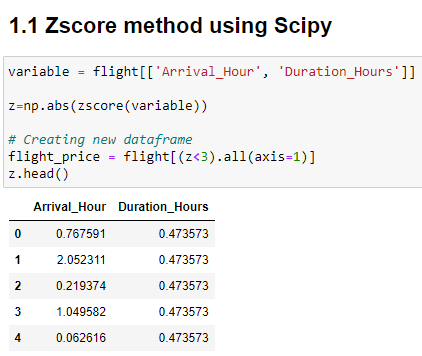 1.1 Zscore method using Scipy
variable = flight[['Arrival_Hour', 'Duration_Hours']]
z=np.abs(zscore(variable))
# Creating new dataframe
flight_price = flight[(z<3).all(axis=1)]
z.head()
Arrival_Hour Duration_Hours
0 0.767591 0.473573
1 2.052311 0.473573
2 0.219374 0.473573
3 1.049582 0.473573
4 0.062616 0.473573